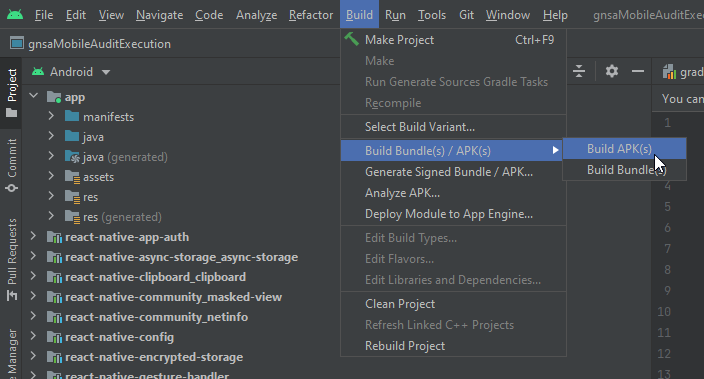 File Edit View Navigate Code Analyze Refactor Build Run Tools Git Window Help gnsaMobileAuditExecution
gnsaMobileAuditExecution
Project
Commit
Pull Requests
Manager
Android
app
manifests
java
java (generated)
assets
res
res (generated)
react-native-app-auth
react-native-async-storage_async-storage
react-native-clipboard_clipboard
react-native-community_masked-view
react-native-community_netinfo
react-native-config
react-native-encrypted-storage
react-native-gesture-handler
Make Project Ctrl+F9
Make
Run Generate Sources Gradle Tasks
Recompile
Select Build Variant...
Build Bundle(s) / APK(s)
Generate Signed Bundle / APK...
Analyze APK...
Deploy Module to App Engine...
Edit Build Types...
Edit Flavors...
Edit Libraries and Dependencies...
Clean Project
Refresh Linked C++ Projects
Rebuild Project
Build APK(s)
Build Bundle(s)
grad
You can
1
4
5
6
7
8
9
10
11
12
13